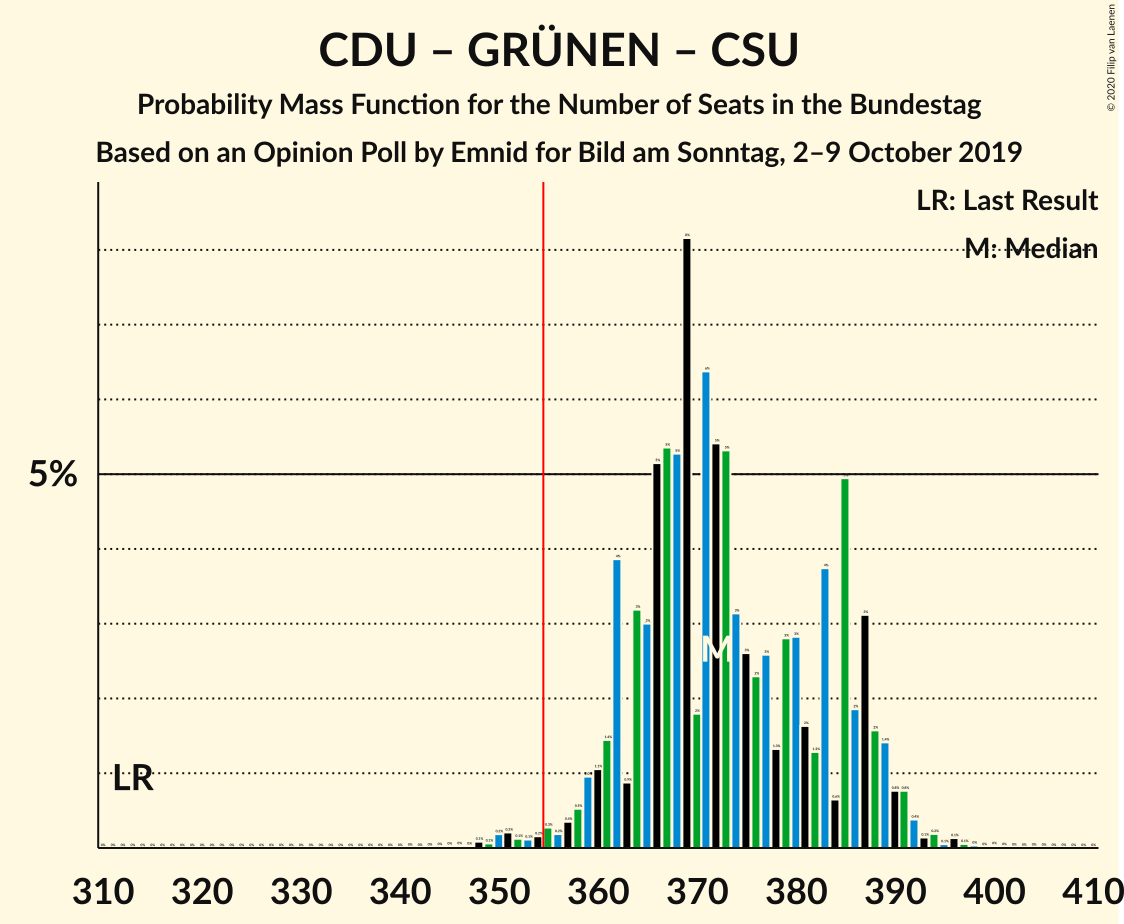 CDU – GRÜNEN – CSU
Probability Mass Function for the Number of Seats in the Bundestag
Based on an Opinion Poll by Emnid for Bild am Sonntag, 2–9 October 2019
© 2020 Filip van Laenen
LR: Last Result
M: Median
5%
M
LR
310 320 330 340 350 360 370 380 390 400 410